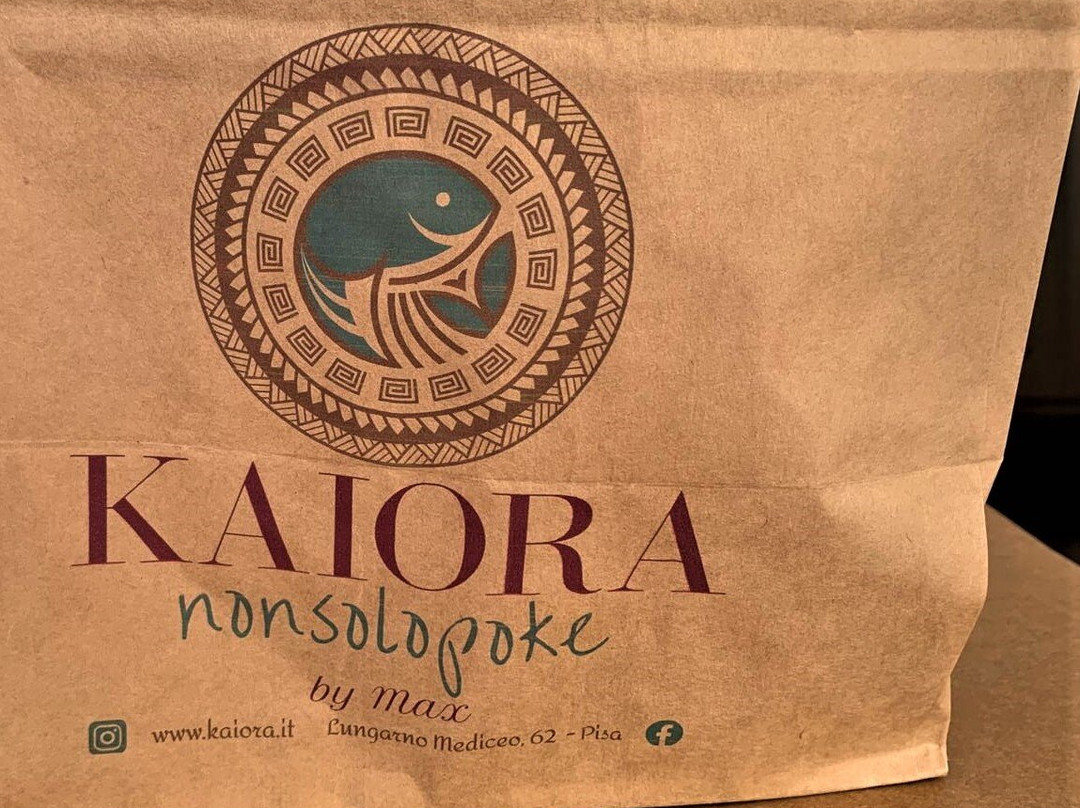 KAIORA
nonsolopoke
by max
www.kaiora.it Lungarno Mediceo, 62 - Pisa